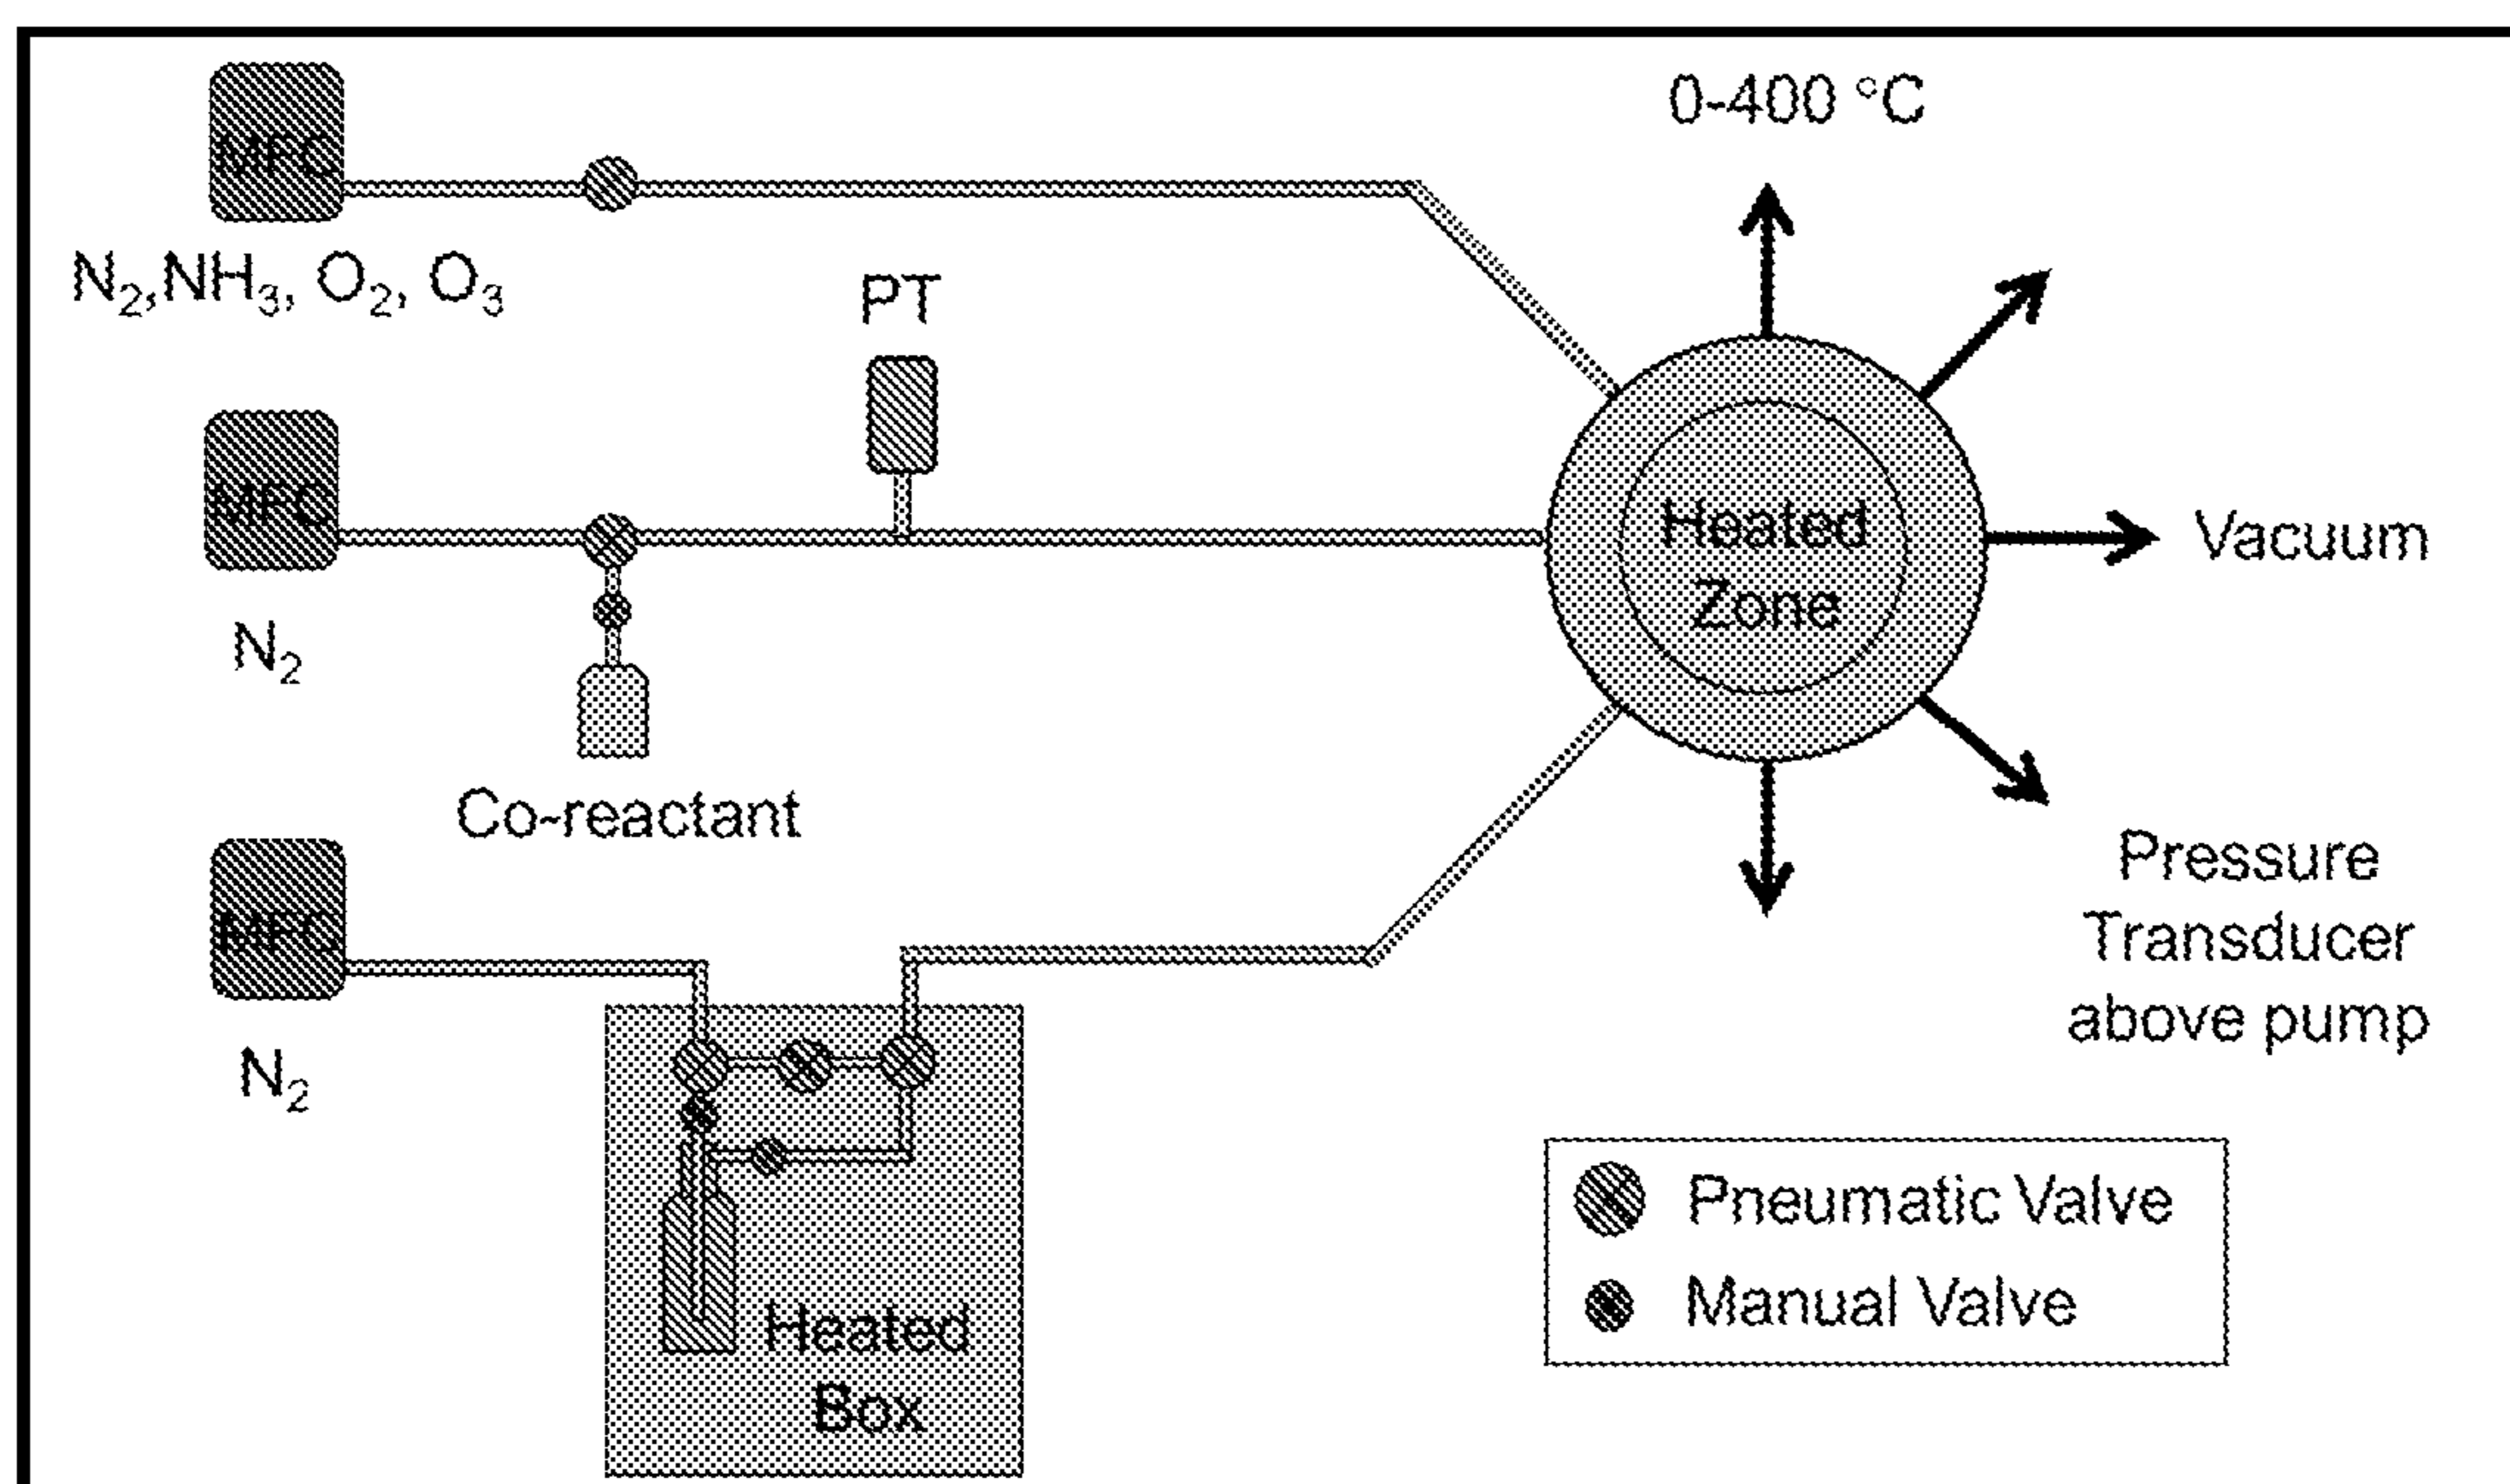 0-400 °C
MFC
N₂,NH₃, O₂, O₃
PT
MFC
Heated
Zone
Vacuum
N₂
Co-reactant
MFC
Pressure
Transducer
above pump
N₂
Pneumatic Valve
Manual Valve
Heated
Box